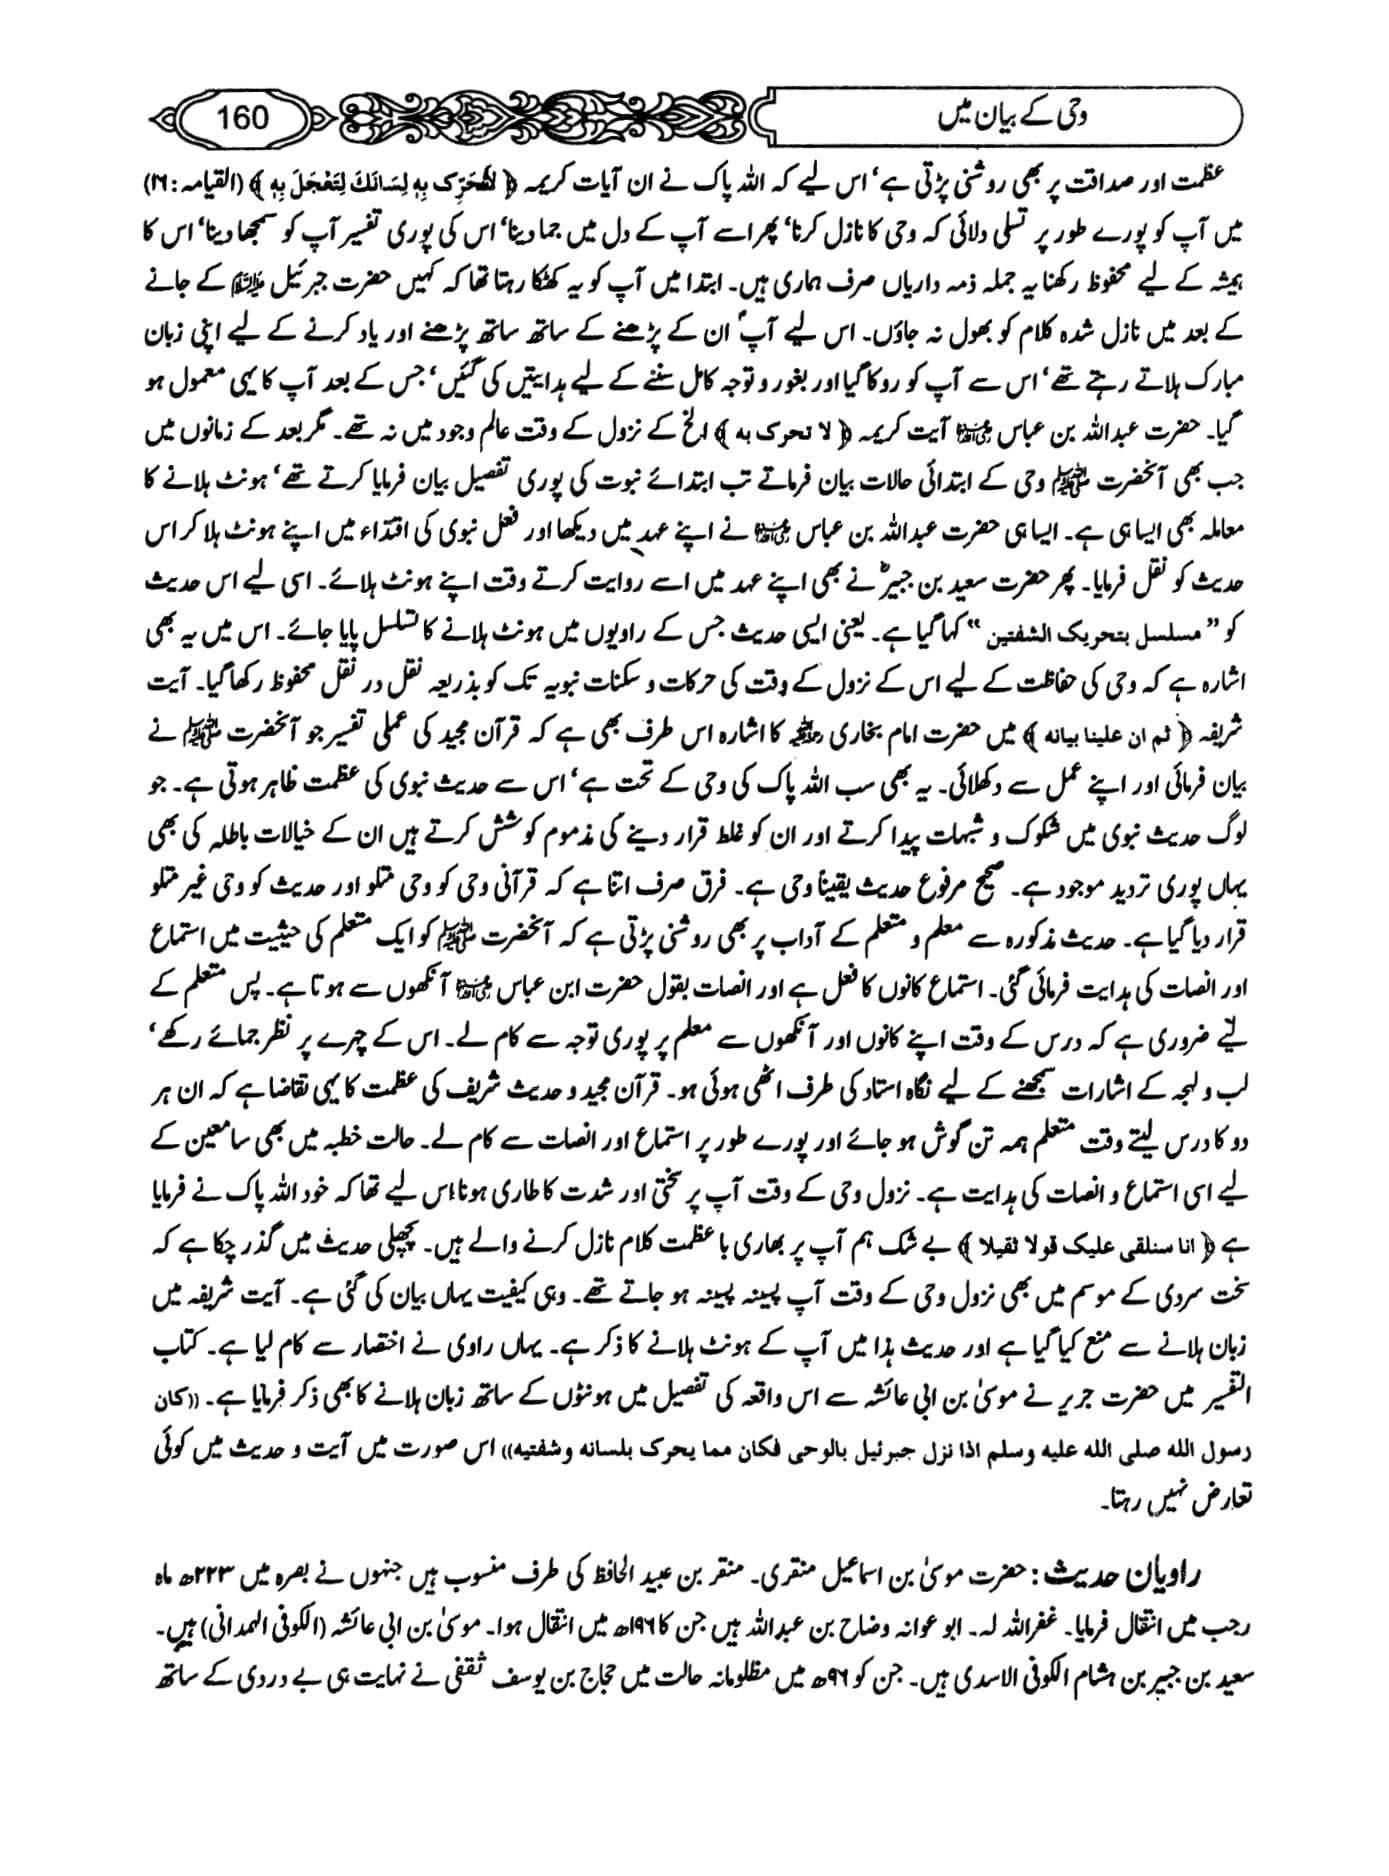 وحی کے بیان میں
160
عظمت اور صداقت پر بھی روشنی پڑتی ہے‘ اس لیے کہ اللہ پاک نے ان آیات کریمہ ﴿ لَا تُحَرِّکْ بِهٖ لِسَانَكَ لِتَعْجَلَ بِهٖ ﴾ (القیامہ: ۱۶)
میں آپ کو پورے طور پر تسلی دلائی کہ وحی کا نازل کرنا‘ پھر اسے آپ کے دل میں جما دینا‘ اس کی پوری تفسیر آپ کو سمجھا دینا‘ اس کا
ہمیشہ کے لیے محفوظ رکھنا یہ جملہ ذمہ داریاں صرف ہماری ہیں۔ ابتدا میں آپ کو یہ کھٹکا رہتا تھا کہ کہیں حضرت جبرئیل علیہ السلام کے جانے
کے بعد میں نازل شدہ کلام کو بھول نہ جاؤں۔ اس لیے آپؐ ان کے پڑھنے کے ساتھ ساتھ پڑھنے اور یاد کرنے کے لیے اپنی زبان
مبارک ہلاتے رہتے تھے‘ اس سے آپ کو روکا گیا اور بغور و توجہ کامل سننے کے لیے ہدایتیں کی گئیں‘ جس کے بعد آپ کا یہی معمول ہو
گیا۔ حضرت عبداللہ بن عباس رضی اللہ عنہما آیت کریمہ ﴿ لا تحرک به ﴾ الخ کے نزول کے وقت عالم وجود میں نہ تھے۔ مگر بعد کے زمانوں میں
جب بھی آنحضرت ﷺ وحی کے ابتدائی حالات بیان فرماتے تب ابتدائے نبوت کی پوری تفصیل بیان فرمایا کرتے تھے‘ ہونٹ ہلانے کا
معاملہ بھی ایسا ہی ہے۔ ایسا ہی حضرت عبداللہ بن عباس رضی اللہ عنہما نے اپنے عہد میں دیکھا اور فعل نبوی کی اقتداء میں اپنے ہونٹ ہلا کر اس
حدیث کو نقل فرمایا۔ پھر حضرت سعید بن جبیرؒ نے بھی اپنے عہد میں اسے روایت کرتے وقت اپنے ہونٹ ہلائے۔ اسی لیے اس حدیث
کو ”مسلسل بتحریک الشفتین“ کہا گیا ہے۔ یعنی ایسی حدیث جس کے راویوں میں ہونٹ ہلانے کا تسلسل پایا جائے۔ اس میں یہ بھی
اشارہ ہے کہ وحی کی حفاظت کے لیے اس کے نزول کے وقت کی حرکات و سکنات نبویہ تک کو بذریعہ نقل در نقل محفوظ رکھا گیا۔ آیت
شریفہ ﴿ ثم ان علینا بیانه ﴾ میں حضرت امام بخاری رحمہ اللہ کا اشارہ اس طرف بھی ہے کہ قرآن مجید کی عملی تفسیر جو آنحضرت ﷺ نے
بیان فرمائی اور اپنے عمل سے دکھلائی۔ یہ بھی سب اللہ پاک کی وحی کے تحت ہے‘ اس سے حدیث نبوی کی عظمت ظاہر ہوتی ہے۔ جو
لوگ حدیث نبوی میں شکوک و شبہات پیدا کرتے اور ان کو غلط قرار دینے کی مذموم کوشش کرتے ہیں ان کے خیالات باطلہ کی بھی
یہاں پوری تردید موجود ہے۔ صحیح مرفوع حدیث یقیناً وحی ہے۔ فرق صرف اتنا ہے کہ قرآنی وحی کو وحی متلو اور حدیث کو وحی غیر متلو
قرار دیا گیا ہے۔ حدیث مذکورہ سے معلم و متعلم کے آداب پر بھی روشنی پڑتی ہے کہ آنحضرت ﷺ کو ایک متعلم کی حیثیت میں استماع
اور انصات کی ہدایت فرمائی گئی۔ استماع کانوں کا فعل ہے اور انصات بقول حضرت ابن عباس رضی اللہ عنہما آنکھوں سے ہوتا ہے۔ پس متعلم کے
لیے ضروری ہے کہ درس کے وقت اپنے کانوں اور آنکھوں سے معلم پر پوری توجہ سے کام لے۔ اس کے چہرے پر نظر جمائے رکھے‘
لب و لہجہ کے اشارات سمجھنے کے لیے نگاہ استاد کی طرف اٹھی ہوئی ہو۔ قرآن مجید و حدیث شریف کی عظمت کا یہی تقاضا ہے کہ ان ہر
دو کا درس لیتے وقت متعلم ہمہ تن گوش ہو جائے اور پورے طور پر استماع اور انصات سے کام لے۔ حالت خطبہ میں بھی سامعین کے
لیے اسی استماع و انصات کی ہدایت ہے۔ نزول وحی کے وقت آپ پر سختی اور شدت کا طاری ہونا اس لیے تھا کہ خود اللہ پاک نے فرمایا
ہے ﴿ انا سنلقی علیک قولا ثقیلا ﴾ بے شک ہم آپ پر بھاری با عظمت کلام نازل کرنے والے ہیں۔ پچھلی حدیث میں گذر چکا ہے کہ
سخت سردی کے موسم میں بھی نزول وحی کے وقت آپ پسینہ پسینہ ہو جاتے تھے۔ وہی کیفیت یہاں بیان کی گئی ہے۔ آیت شریفہ میں
زبان ہلانے سے منع کیا گیا ہے اور حدیث ہذا میں آپ کے ہونٹ ہلانے کا ذکر ہے۔ یہاں راوی نے اختصار سے کام لیا ہے۔ کتاب
التفسیر میں حضرت جریر نے موسیٰ بن ابی عائشہ سے اس واقعہ کی تفصیل میں ہونٹوں کے ساتھ زبان ہلانے کا بھی ذکر فرمایا ہے۔ ((کان
رسول الله صلی الله علیه وسلم اذا نزل جبرئیل بالوحی فکان مما یحرک بلسانه وشفتیه)) اس صورت میں آیت و حدیث میں کوئی
تعارض نہیں رہتا۔
راویان حدیث: حضرت موسیٰ بن اسماعیل منقری۔ منقر بن عبید الحافظ کی طرف منسوب ہیں جنہوں نے بصرہ میں ۲۲۳ھ ماہ
رجب میں انتقال فرمایا۔ غفر اللہ لہ۔ ابو عوانہ وضاح بن عبداللہ ہیں جن کا ۱۹۶ھ میں انتقال ہوا۔ موسیٰ بن ابی عائشہ (الکوفی الہمدانی) ہیں۔
سعید بن جبیر بن ہشام الکوفی الاسدی ہیں۔ جن کو ۹۶ھ میں مظلومانہ حالت میں حجاج بن یوسف ثقفی نے نہایت ہی بے دردی کے ساتھ